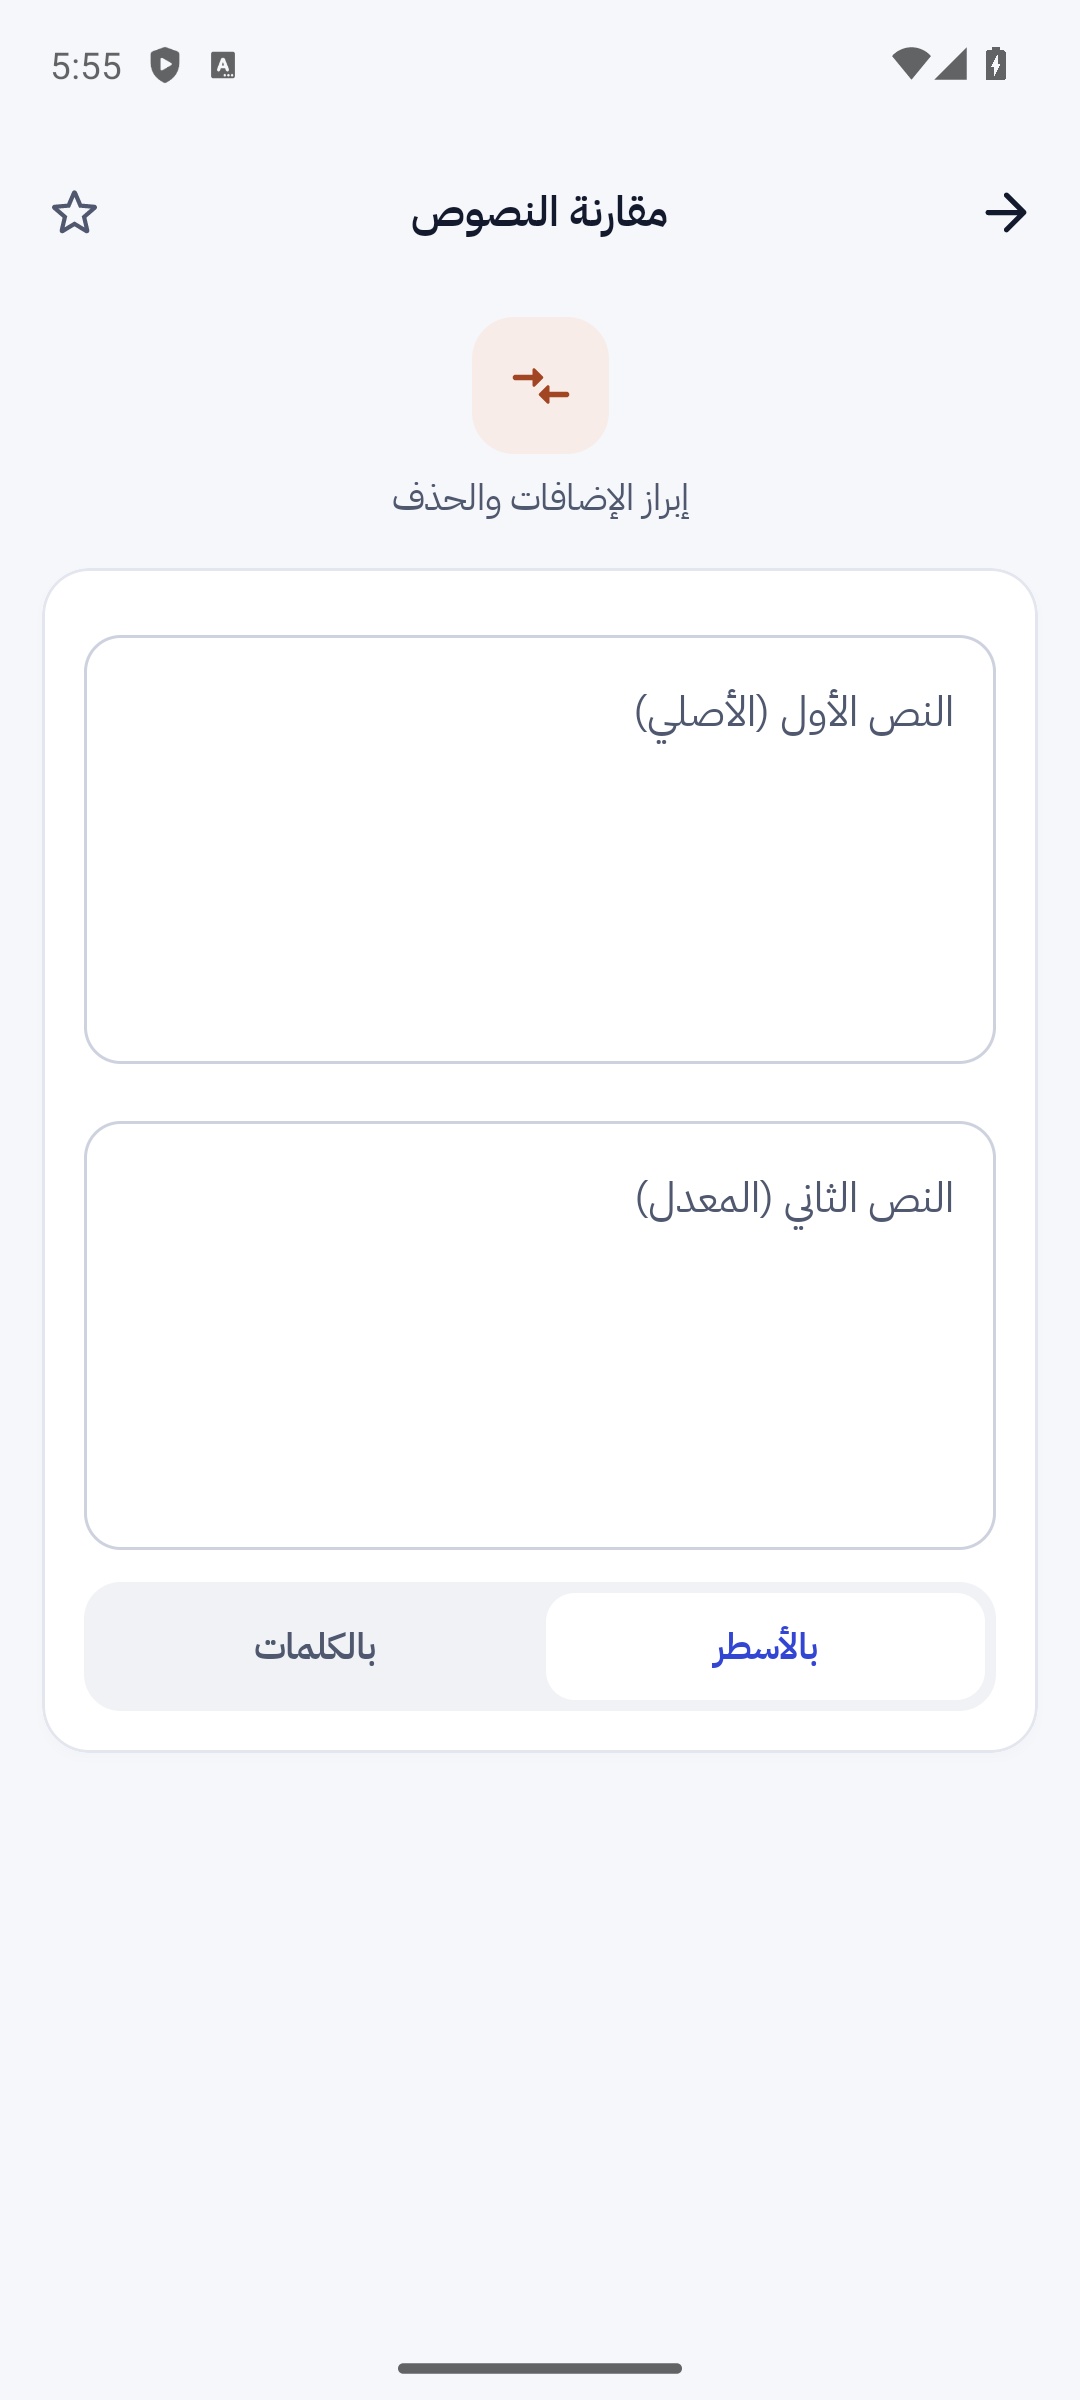 5:55
مقارنة النصوص
إبراز الإضافات والحذف
النص الأول (الأصلي)
النص الثاني (المعدل)
بالأسطر
بالكلمات